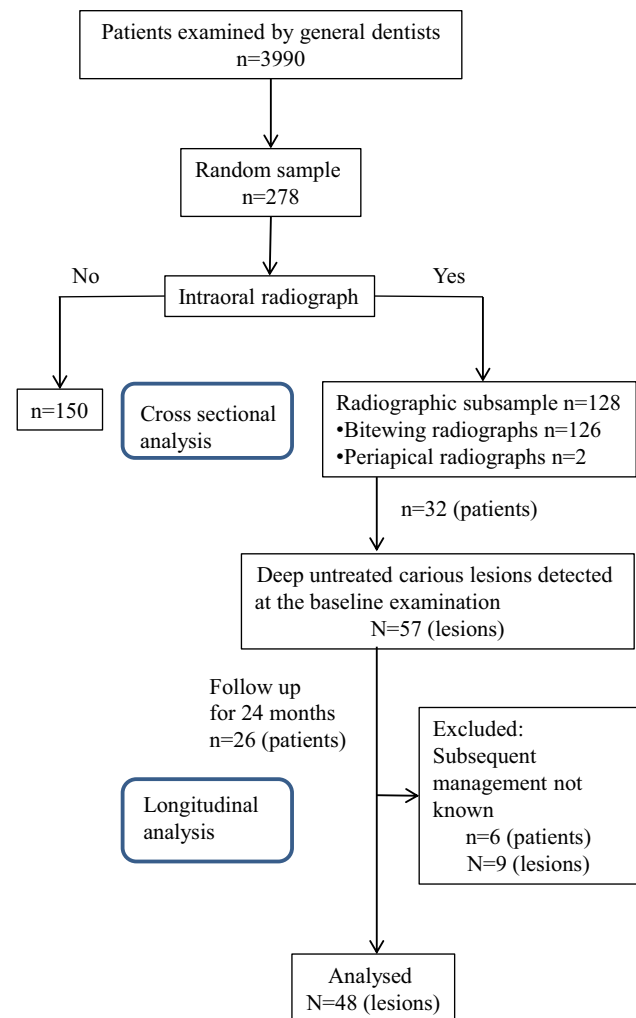 Patients examined by general dentists
n=3990
Random sample
n=278
No
Yes
Intraoral radiograph
n=150
Cross sectional
analysis
Radiographic subsample n=128
•Bitewing radiographs n=126
•Periapical radiographs n=2
n=32 (patients)
Deep untreated carious lesions detected
at the baseline examination
N=57 (lesions)
Follow up
for 24 months
n=26 (patients)
Excluded:
Subsequent
management not
known
n=6 (patients)
N=9 (lesions)
Longitudinal
analysis
Analysed
N=48 (lesions)